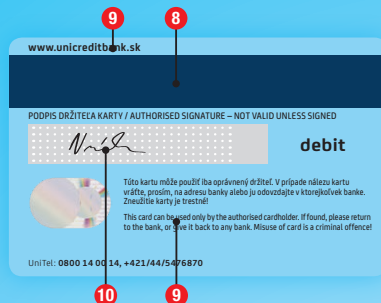 9 8
www.unicreditbank.sk
PODPIS DRŽITEĽA KARTY / AUTHORISED SIGNATURE – NOT VALID UNLESS SIGNED
debit
Túto kartu môže použiť iba oprávnený držiteľ. V prípade nálezu kartu
vráťte, prosím, na adresu banky alebo ju odovzdajte v ktorejkoľvek banke.
Zneužitie karty je trestné!
This card can be used only by the authorised cardholder. If found, please return
to the bank, or give it back to any bank. Misuse of card is a criminal offence!
UniTel: 0800 14 00 14, +421/44/5476870
10 9